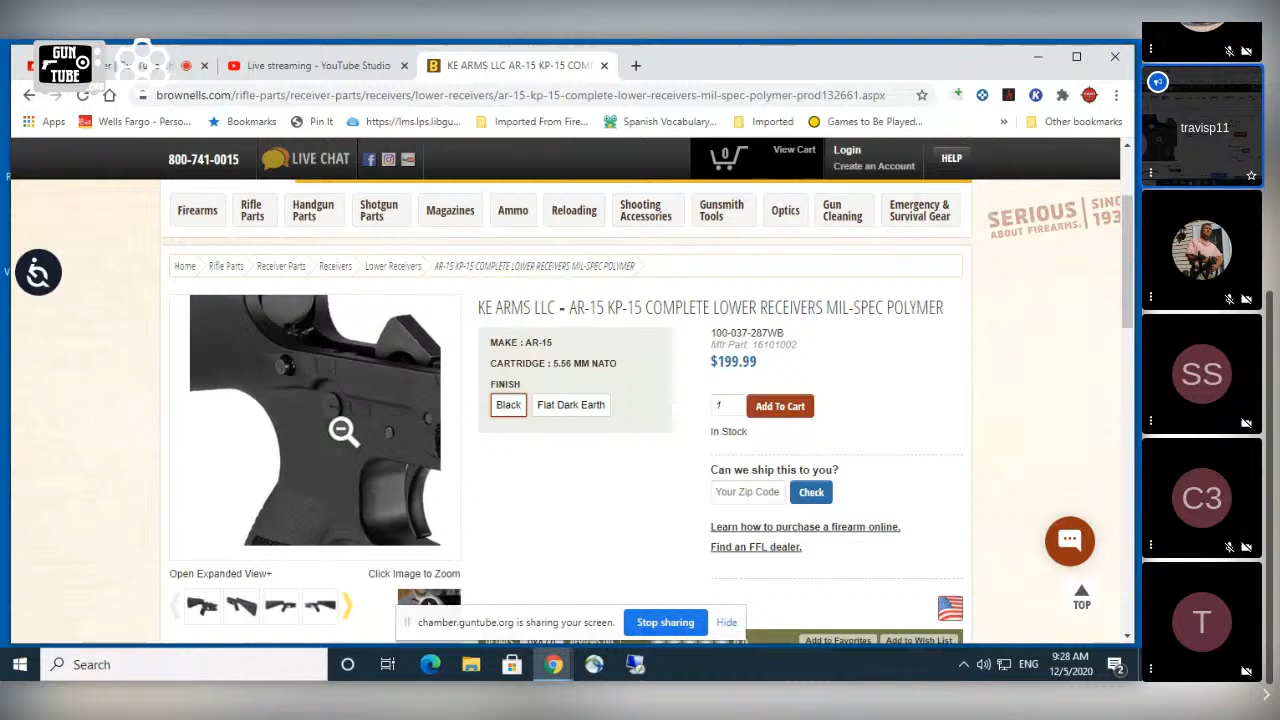 GUN
TUBE
Live streaming - YouTube Studio
KE ARMS LLC AR-15 KP-15 COM
brownells.com/rifle-parts/receiver-parts/receivers/lower-receivers/ar-15-kp-15-complete-lower-receivers-mil-spec-polymer-prod132661.aspx
Apps
Wells Fargo - Perso...
Bookmarks
Pin It
https://lms.lps.libgu...
Imported From Fire...
Spanish Vocabulary...
Imported
Games to Be Played...
»
Other bookmarks
800-741-0015
LIVE CHAT
0
View Cart
Login
Create an Account
HELP
Firearms
Rifle
Parts
Handgun
Parts
Shotgun
Parts
Magazines
Ammo
Reloading
Shooting
Accessories
Gunsmith
Tools
Optics
Gun
Cleaning
Emergency &
Survival Gear
SERIOUS
ABOUT FIREARMS.
SINC
193
Home
Rifle Parts
Receiver Parts
Receivers
Lower Receivers
AR-15 KP-15 COMPLETE LOWER RECEIVERS MIL-SPEC POLYMER
KE ARMS LLC - AR-15 KP-15 COMPLETE LOWER RECEIVERS MIL-SPEC POLYMER
MAKE : AR-15
CARTRIDGE : 5.56 MM NATO
FINISH
Black
Flat Dark Earth
100-037-287WB
Mfr Part: 16101002
$199.99
1
Add To Cart
In Stock
Can we ship this to you?
Your Zip Code
Check
Learn how to purchase a firearm online.
Find an FFL dealer.
Open Expanded View+
Click Image to Zoom
TOP
Add to Favorites
Add to Wish List
chamber.guntube.org is sharing your screen.
Stop sharing
Hide
Search
ENG
9:28 AM
12/5/2020
2
travisp11
SS
C3
T